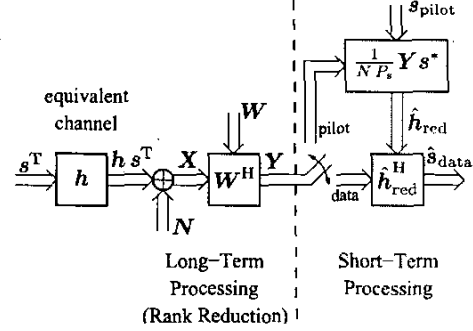 s_pilot
1/(N P_s) Y s*
equivalent
channel
W
pilot
ĥ_red
s^T
h
h s^T
X
W^H
Y
data
ĥ_red^H
ŝ_data
N
Long-Term
Processing
(Rank Reduction)
Short-Term
Processing